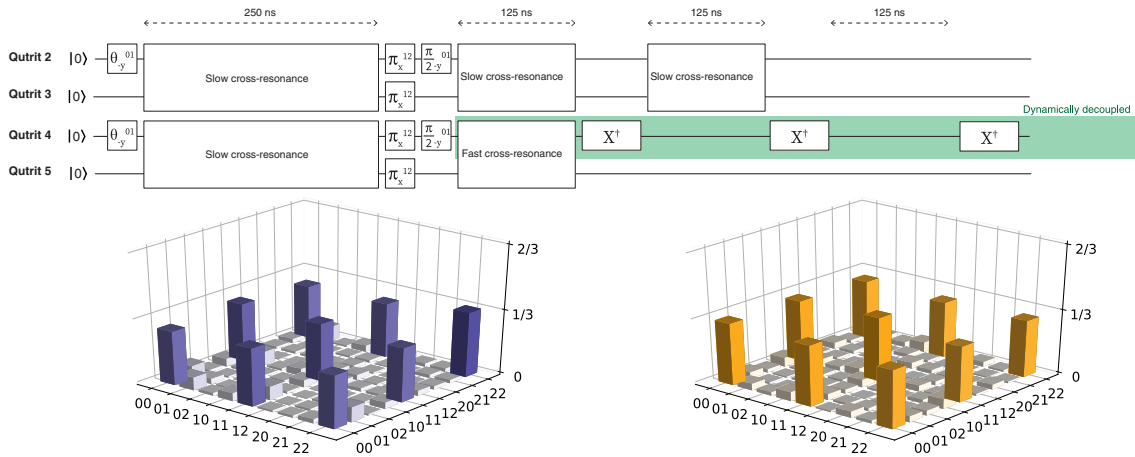 250 ns 125 ns 125 ns 125 ns
Qutrit 2 |0⟩ θ-y 01 Slow cross-resonance πx 12 π/2 -y 01 Slow cross-resonance Slow cross-resonance
Qutrit 3 |0⟩ πx 12
Dynamically decoupled
Qutrit 4 |0⟩ θ-y 01 Slow cross-resonance πx 12 π/2 -y 01 Fast cross-resonance X† X† X†
Qutrit 5 |0⟩ πx 12
2/3
1/3
0
00 01 02 10 11 12 20 21 22
00 01 02 10 11 12 20 21 22
2/3
1/3
0
00 01 02 10 11 12 20 21 22
00 01 02 10 11 12 20 21 22